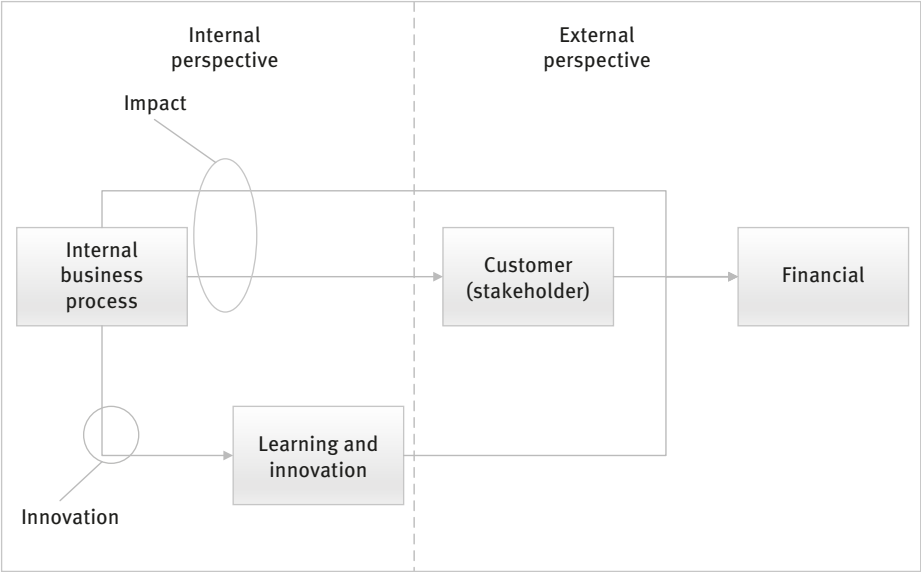 Internal
perspective
External
perspective
Impact
Internal
business
process
Customer
(stakeholder)
Financial
Learning and
innovation
Innovation